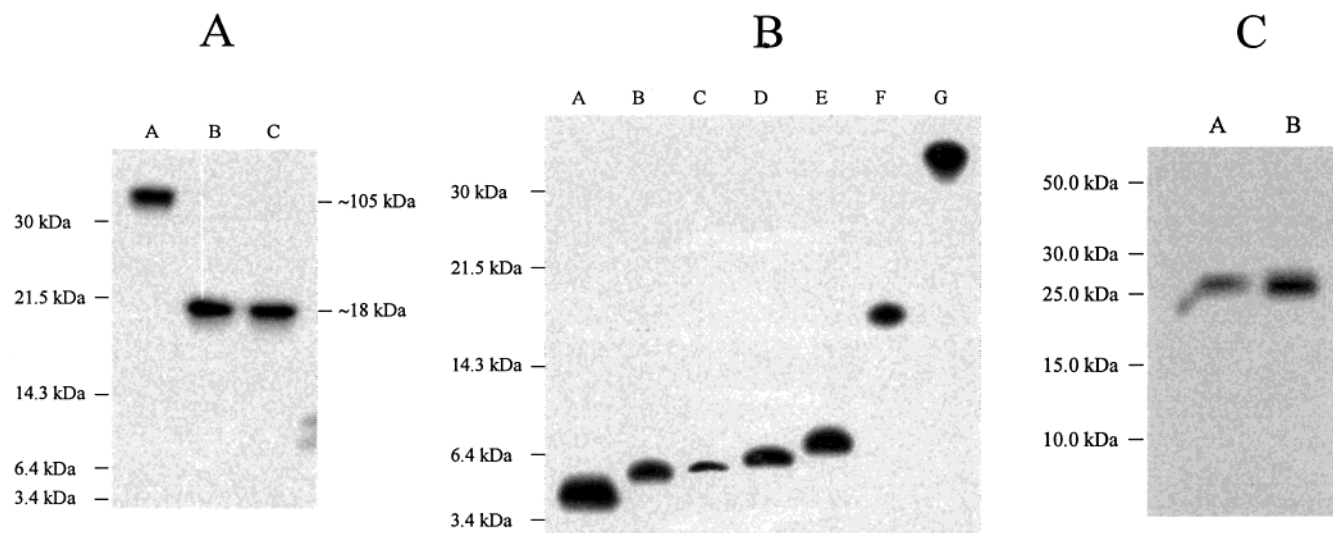 A
A B C
30 kDa
21.5 kDa
14.3 kDa
6.4 kDa
3.4 kDa
~105 kDa
~18 kDa
B
A B C D E F G
30 kDa
21.5 kDa
14.3 kDa
6.4 kDa
3.4 kDa
C
A B
50.0 kDa
30.0 kDa
25.0 kDa
15.0 kDa
10.0 kDa